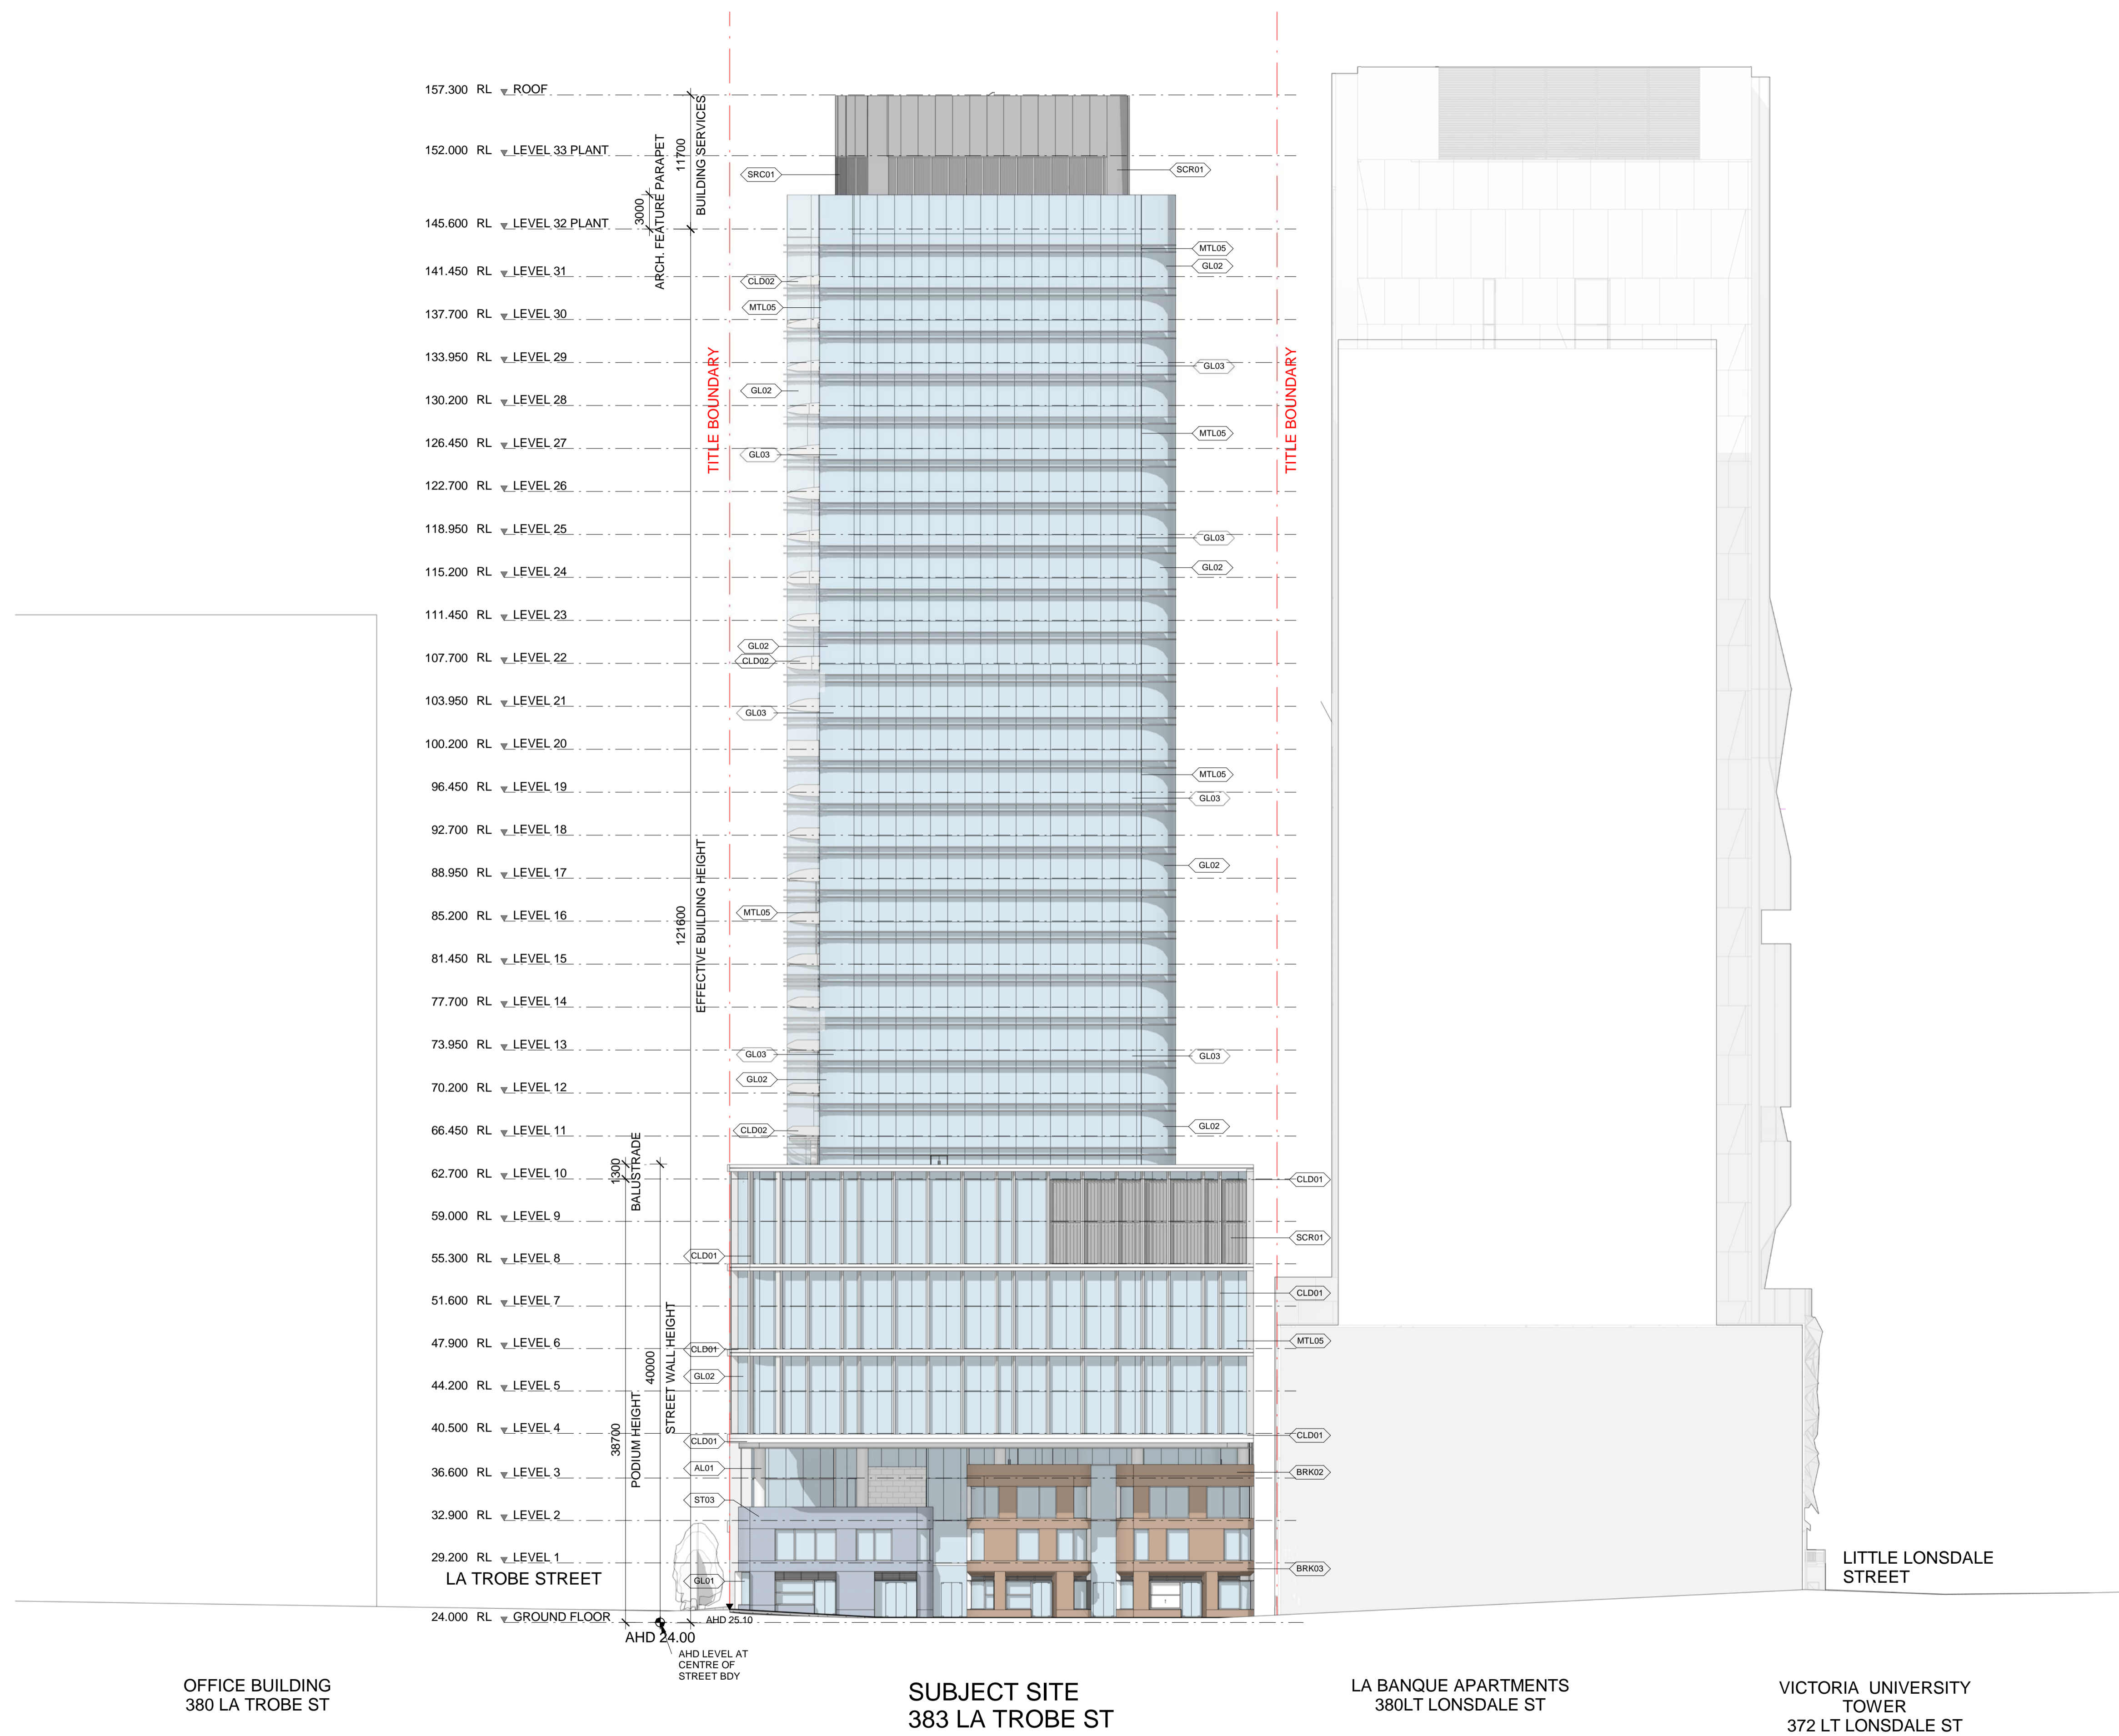 157.300 RL ROOF
152.000 RL LEVEL 33 PLANT
145.600 RL LEVEL 32 PLANT
141.450 RL LEVEL 31
137.700 RL LEVEL 30
133.950 RL LEVEL 29
130.200 RL LEVEL 28
126.450 RL LEVEL 27
122.700 RL LEVEL 26
118.950 RL LEVEL 25
115.200 RL LEVEL 24
111.450 RL LEVEL 23
107.700 RL LEVEL 22
103.950 RL LEVEL 21
100.200 RL LEVEL 20
96.450 RL LEVEL 19
92.700 RL LEVEL 18
88.950 RL LEVEL 17
85.200 RL LEVEL 16
81.450 RL LEVEL 15
77.700 RL LEVEL 14
73.950 RL LEVEL 13
70.200 RL LEVEL 12
66.450 RL LEVEL 11
62.700 RL LEVEL 10
59.000 RL LEVEL 9
55.300 RL LEVEL 8
51.600 RL LEVEL 7
47.900 RL LEVEL 6
44.200 RL LEVEL 5
40.500 RL LEVEL 4
36.600 RL LEVEL 3
32.900 RL LEVEL 2
29.200 RL LEVEL 1
LA TROBE STREET
24.000 RL GROUND FLOOR
3000
ARCH. FEATURE PARAPET
11700
BUILDING SERVICES
121600
EFFECTIVE BUILDING HEIGHT
1300
BALUSTRADE
40000
STREET WALL HEIGHT
38700
PODIUM HEIGHT
TITLE BOUNDARY
TITLE BOUNDARY
SRC01
CLD02
MTL05
GL02
GL03
GL02
CLD02
GL03
MTL05
GL03
GL02
CLD02
CLD01
CLD01
GL02
CLD01
AL01
ST03
GL01
SCR01
MTL05
GL02
GL03
MTL05
GL03
GL02
MTL05
GL03
GL02
GL03
GL02
CLD01
SCR01
CLD01
MTL05
CLD01
BRK02
BRK03
AHD 25.10
AHD 24.00
AHD LEVEL AT
CENTRE OF
STREET BDY
LITTLE LONSDALE
STREET
OFFICE BUILDING
380 LA TROBE ST
SUBJECT SITE
383 LA TROBE ST
LA BANQUE APARTMENTS
380LT LONSDALE ST
VICTORIA UNIVERSITY
TOWER
372 LT LONSDALE ST